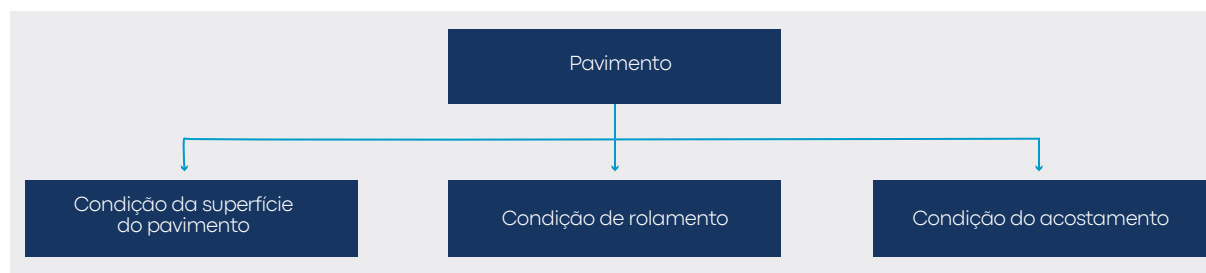 Pavimento
Condição da superfície
do pavimento
Condição de rolamento
Condição do acostamento